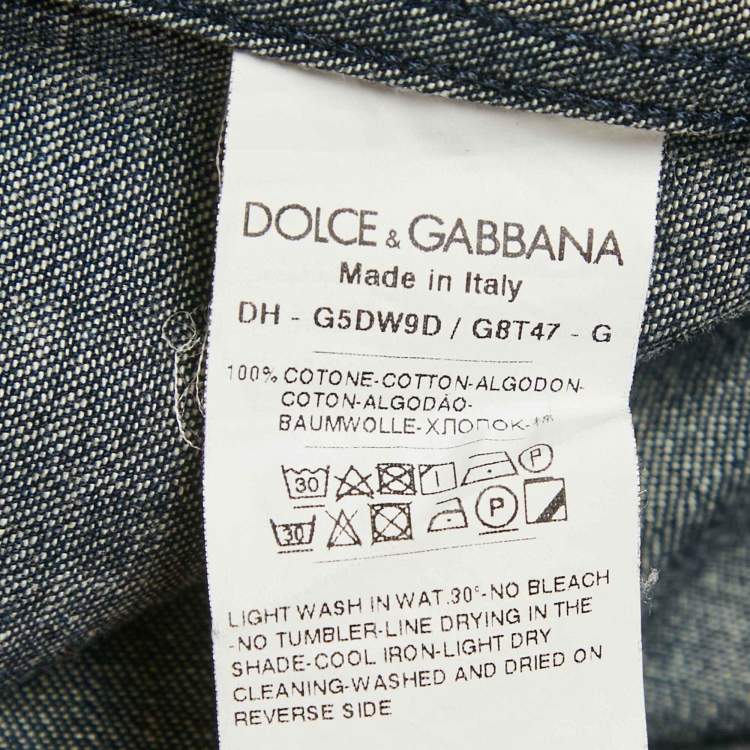 DOLCE & GABBANA
Made in Italy
DH - G5DW9D / G8T47 - G
100% COTONE-COTTON-ALGODON-
COTON-ALGODÃO-
BAUMWOLLE-ХЛОПОК-
30 P
30 P
LIGHT WASH IN WAT.30°-NO BLEACH
-NO TUMBLER-LINE DRYING IN THE
SHADE-COOL IRON-LIGHT DRY
CLEANING-WASHED AND DRIED ON
REVERSE SIDE